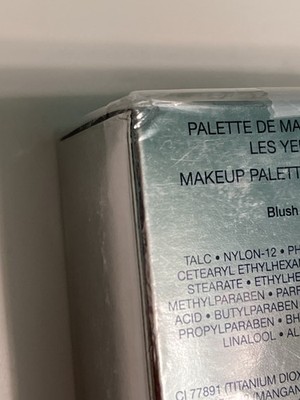 PALETTE DE MA
LES YE
MAKEUP PALETT
Blush
TALC • NYLON-12 • PH
CETEARYL ETHYLHEXA
STEARATE • ETHYLHE
METHYLPARABEN • PARF
ACID • BUTYLPARABEN
PROPYLPARABEN • BH
LINALOOL • AL
CI 77891 (TITANIUM DIOX
(MANGAN